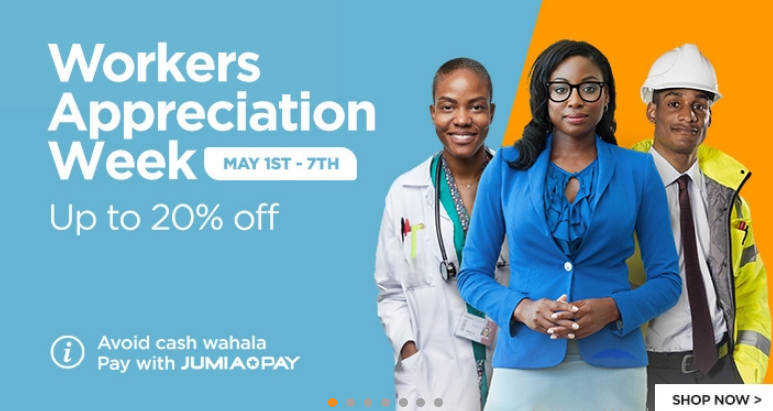 Workers
Appreciation
Week MAY 1ST - 7TH
Up to 20% off
i Avoid cash wahala
Pay with JUMIA PAY
SHOP NOW >